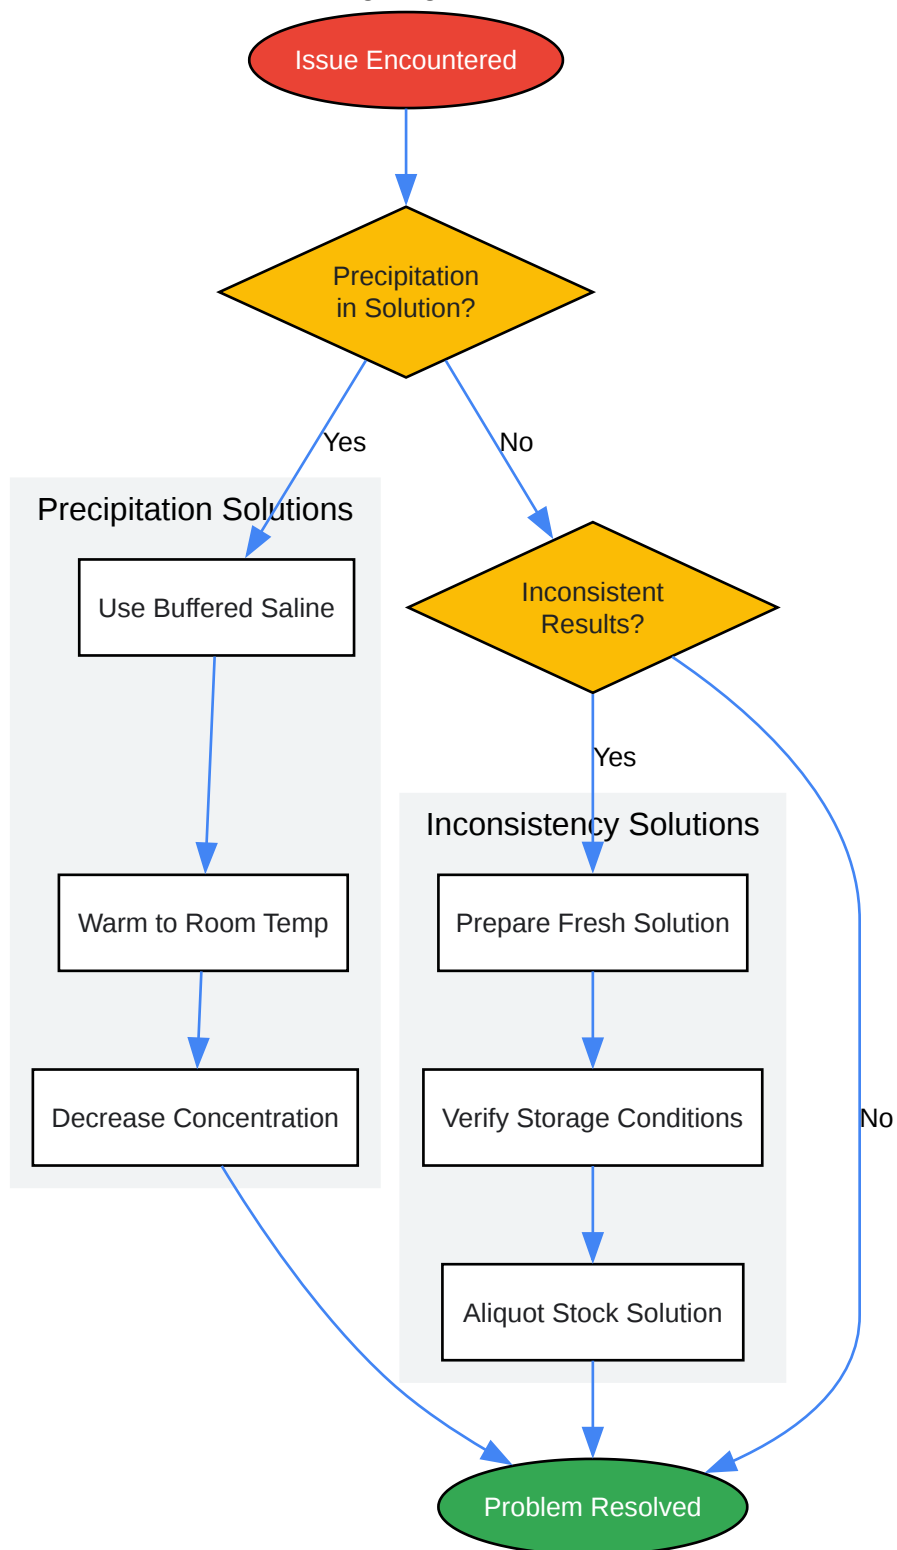 Issue Encountered
Precipitation
in Solution?
Yes
No
Precipitation Solutions
Use Buffered Saline
Inconsistent
Results?
Yes
Inconsistency Solutions
Warm to Room Temp
Prepare Fresh Solution
Decrease Concentration
Verify Storage Conditions
No
Aliquot Stock Solution
Problem Resolved